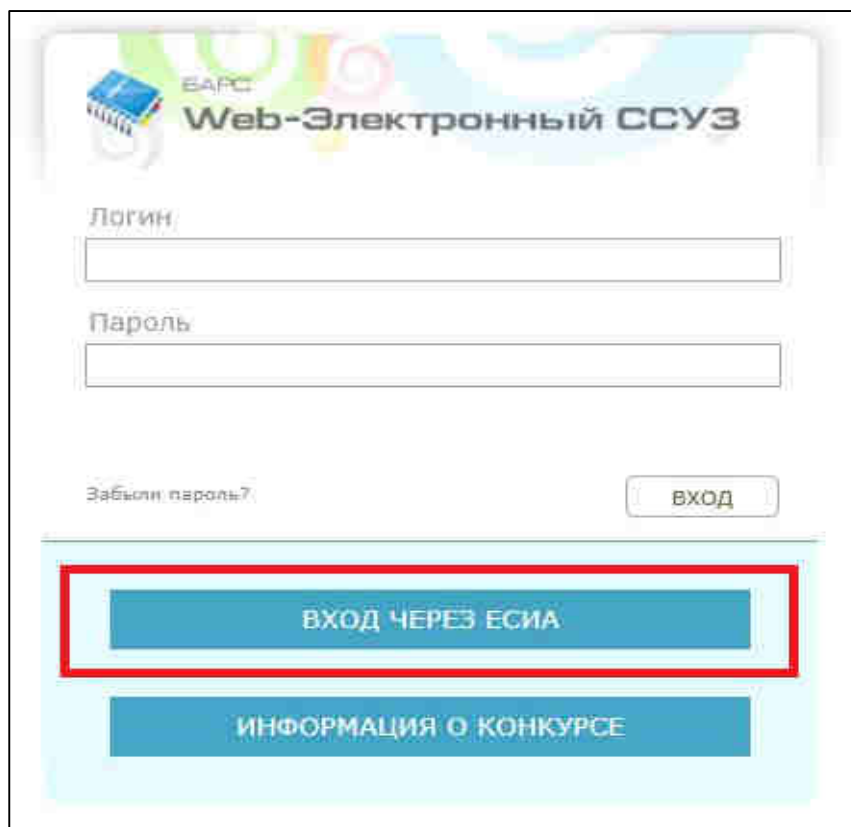 БАРС
Web-Электронный ССУЗ
Логин
Пароль
Забыли пароль?
ВХОД
ВХОД ЧЕРЕЗ ЕСИА
ИНФОРМАЦИЯ О КОНКУРСЕ